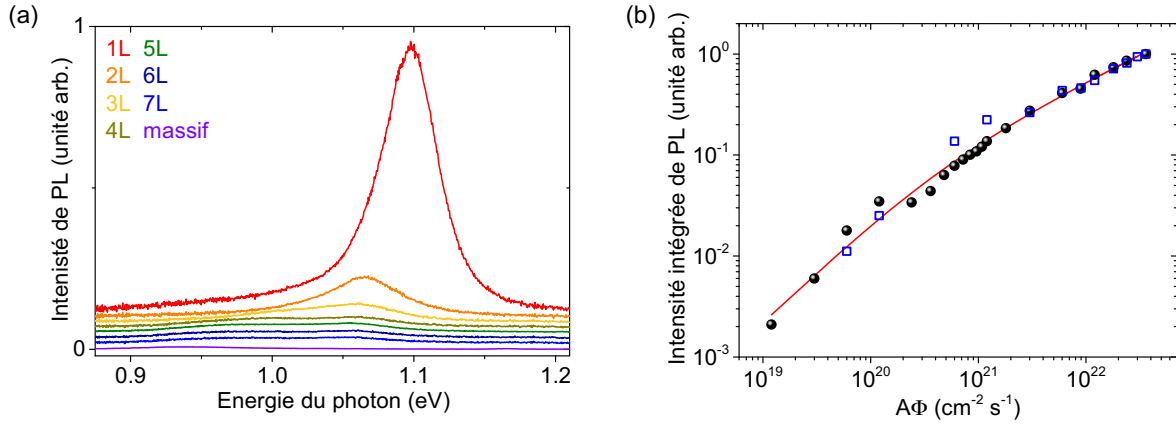 (a)
Intenisté de PL (unité arb.)
1
0
1L 5L
2L 6L
3L 7L
4L massif
0.9 1.0 1.1 1.2
Energie du photon (eV)
(b)
Intensité intégrée de PL (unité arb.)
10⁰
10⁻¹
10⁻²
10⁻³
10¹⁹ 10²⁰ 10²¹ 10²²
AΦ (cm⁻² s⁻¹)